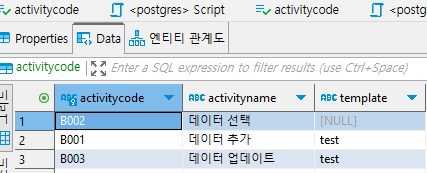 activitycode <postgres> Script activitycode <post
Properties Data 엔티티 관계도
activitycode Enter a SQL expression to filter results (use Ctrl+Space)
activitycode activityname template
1 B002 데이터 선택 [NULL]
2 B001 데이터 추가 test
3 B003 데이터 업데이트 test